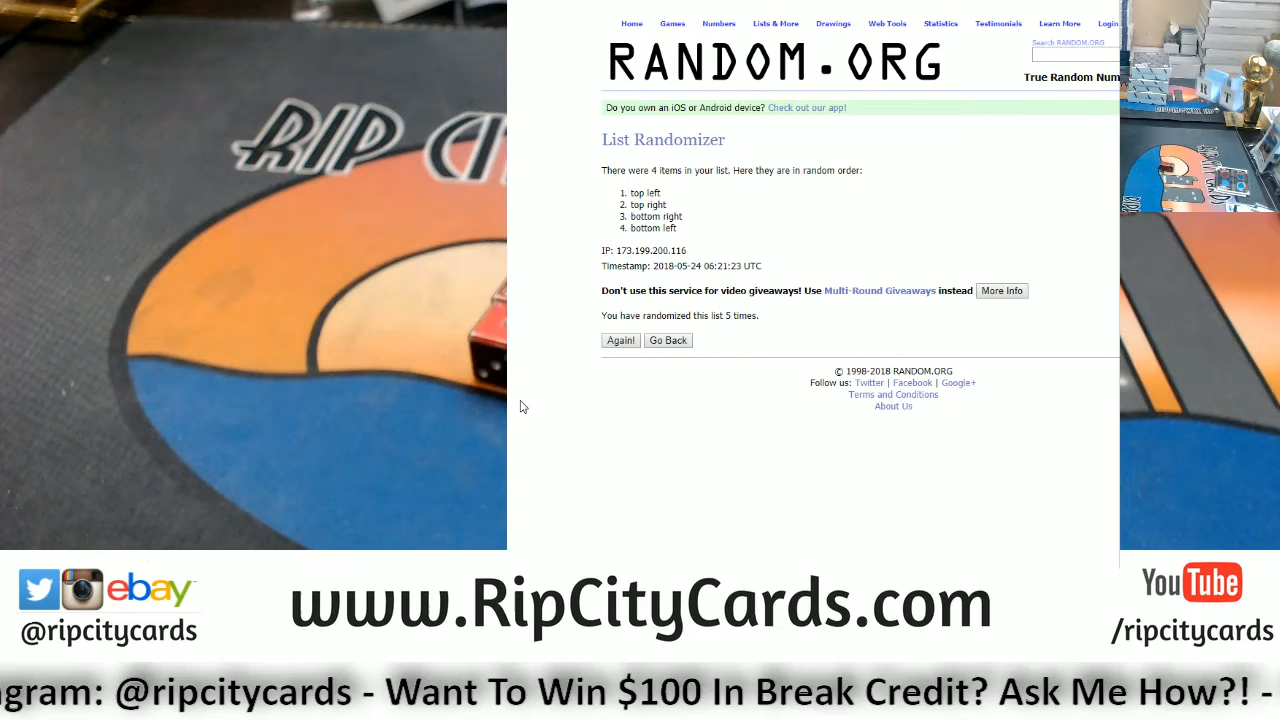 Home Games Numbers Lists & More Drawings Web Tools Statistics Testimonials Learn More Login
RANDOM.ORG
Search RANDOM.ORG
True Random Num
Do you own an iOS or Android device? Check out our app!
List Randomizer
There were 4 items in your list. Here they are in random order:
1. top left
2. top right
3. bottom right
4. bottom left
IP: 173.199.200.116
Timestamp: 2018-05-24 06:21:23 UTC
Don't use this service for video giveaways! Use Multi-Round Giveaways instead More Info
You have randomized this list 5 times.
Again! Go Back
© 1998-2018 RANDOM.ORG
Follow us: Twitter | Facebook | Google+
Terms and Conditions
About Us
RIP CI
ebay
@ripcitycards
www.RipCityCards.com
YouTube
/ripcitycards
gram: @ripcitycards - Want To Win $100 In Break Credit? Ask Me How?! -